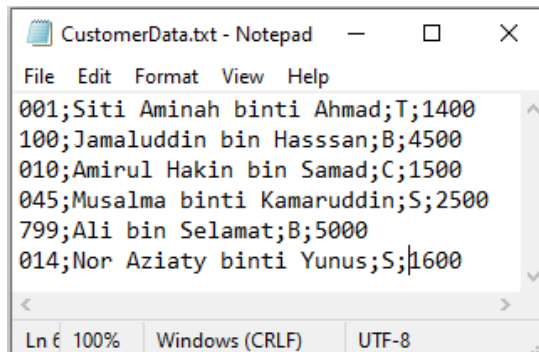 CustomerData.txt - Notepad
File Edit Format View Help
001;Siti Aminah binti Ahmad;T;1400
100;Jamaluddin bin Hasssan;B;4500
010;Amirul Hakin bin Samad;C;1500
045;Musalma binti Kamaruddin;S;2500
799;Ali bin Selamat;B;5000
014;Nor Aziaty binti Yunus;S;1600
Ln 6 100% Windows (CRLF) UTF-8